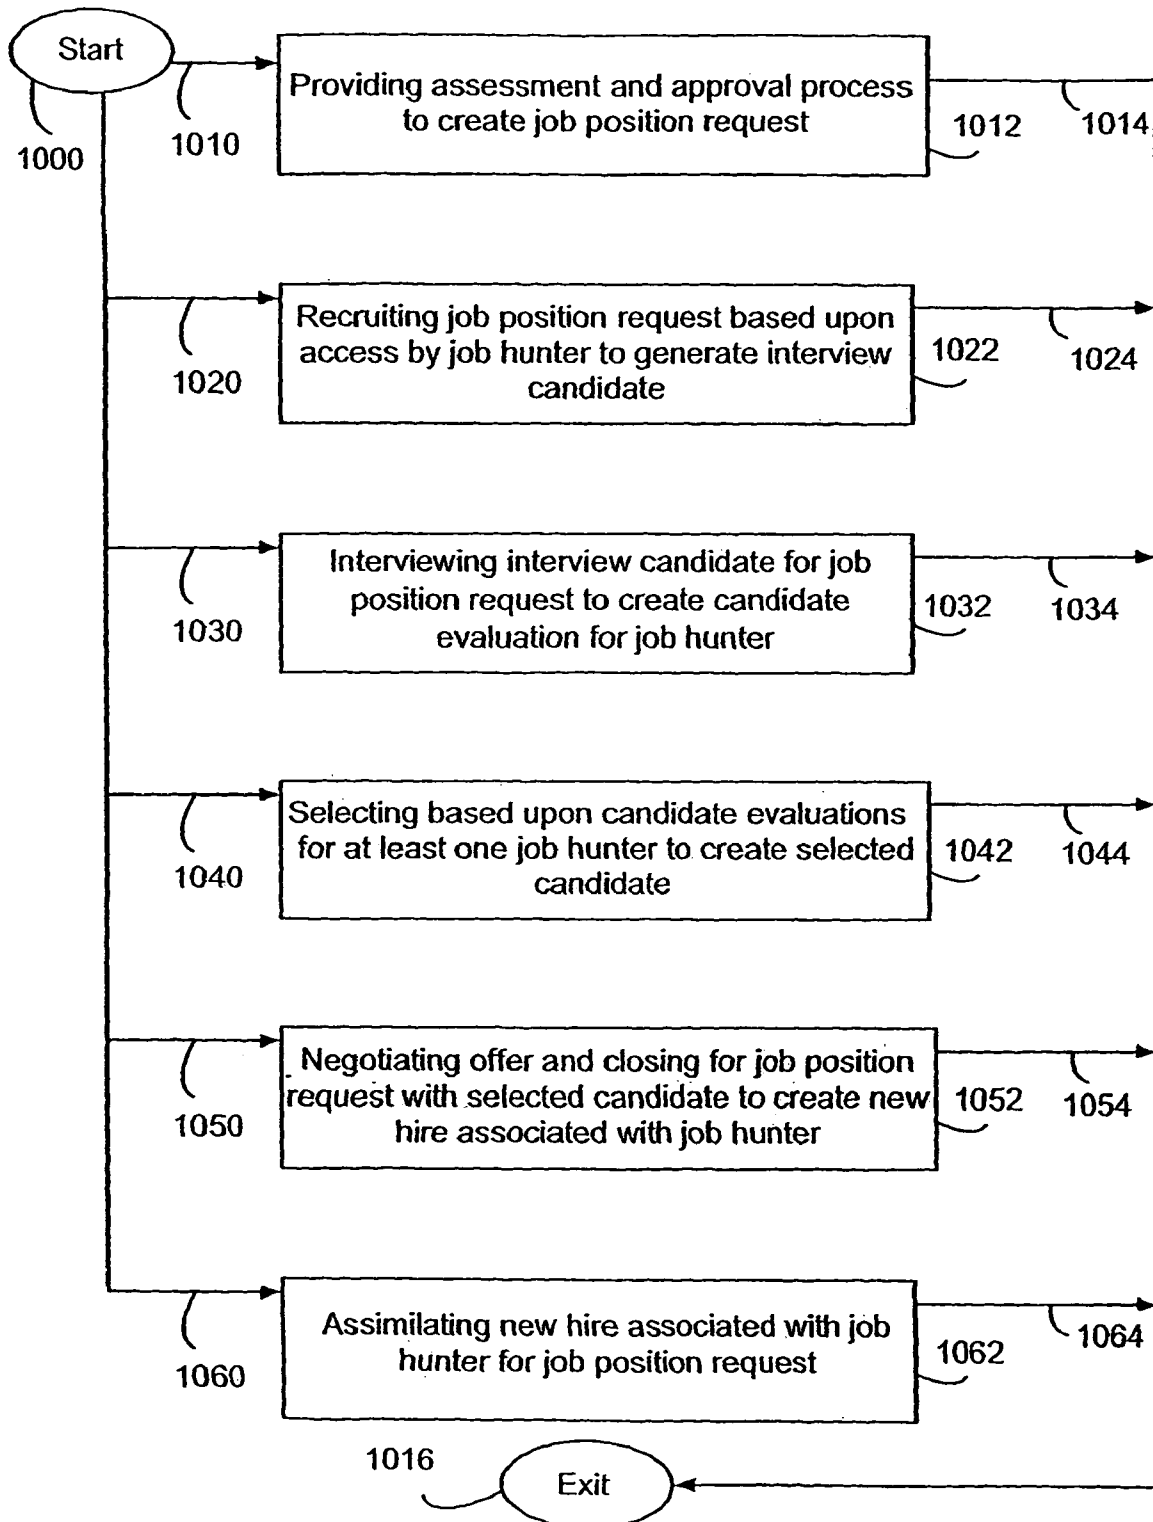 Start
1000
1010
Providing assessment and approval process
to create job position request
1012
1014
Recruiting job position request based upon
access by job hunter to generate interview
candidate
1020
1022
1024
Interviewing interview candidate for job
position request to create candidate
evaluation for job hunter
1030
1032
1034
Selecting based upon candidate evaluations
for at least one job hunter to create selected
candidate
1040
1042
1044
Negotiating offer and closing for job position
request with selected candidate to create new
hire associated with job hunter
1050
1052
1054
Assimilating new hire associated with job
hunter for job position request
1060
1062
1064
1016
Exit